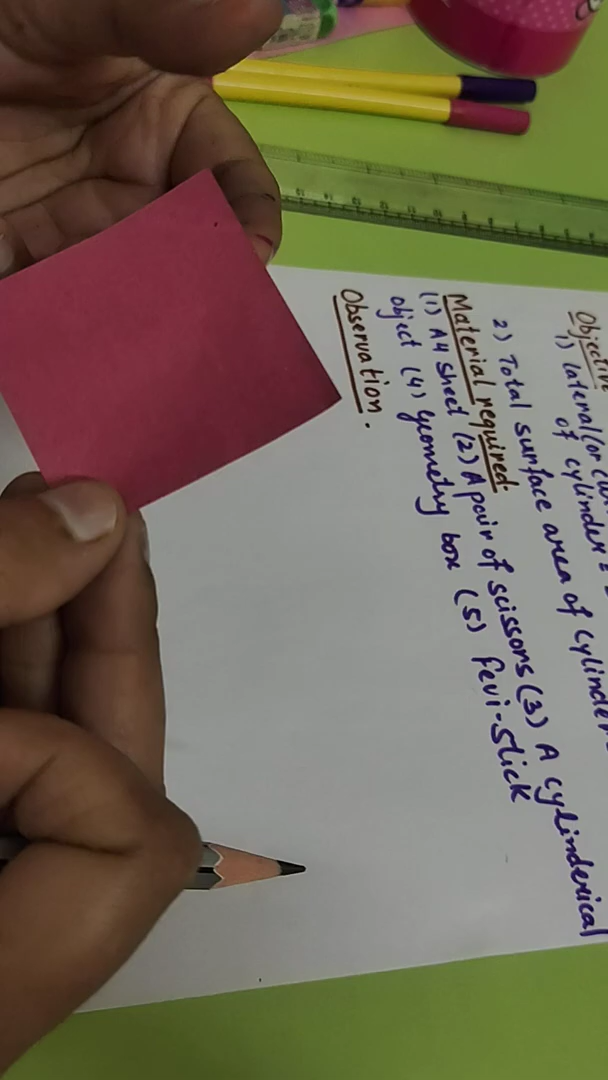 Objective
1) lateral (or
of cylinder =
2) Total surface area of cylinder
Material required:
(1) A4 Sheet (2) A pair of scissors (3) A cylinderical
object (4) Geometry box (5) Fevi-Stick
Observation.